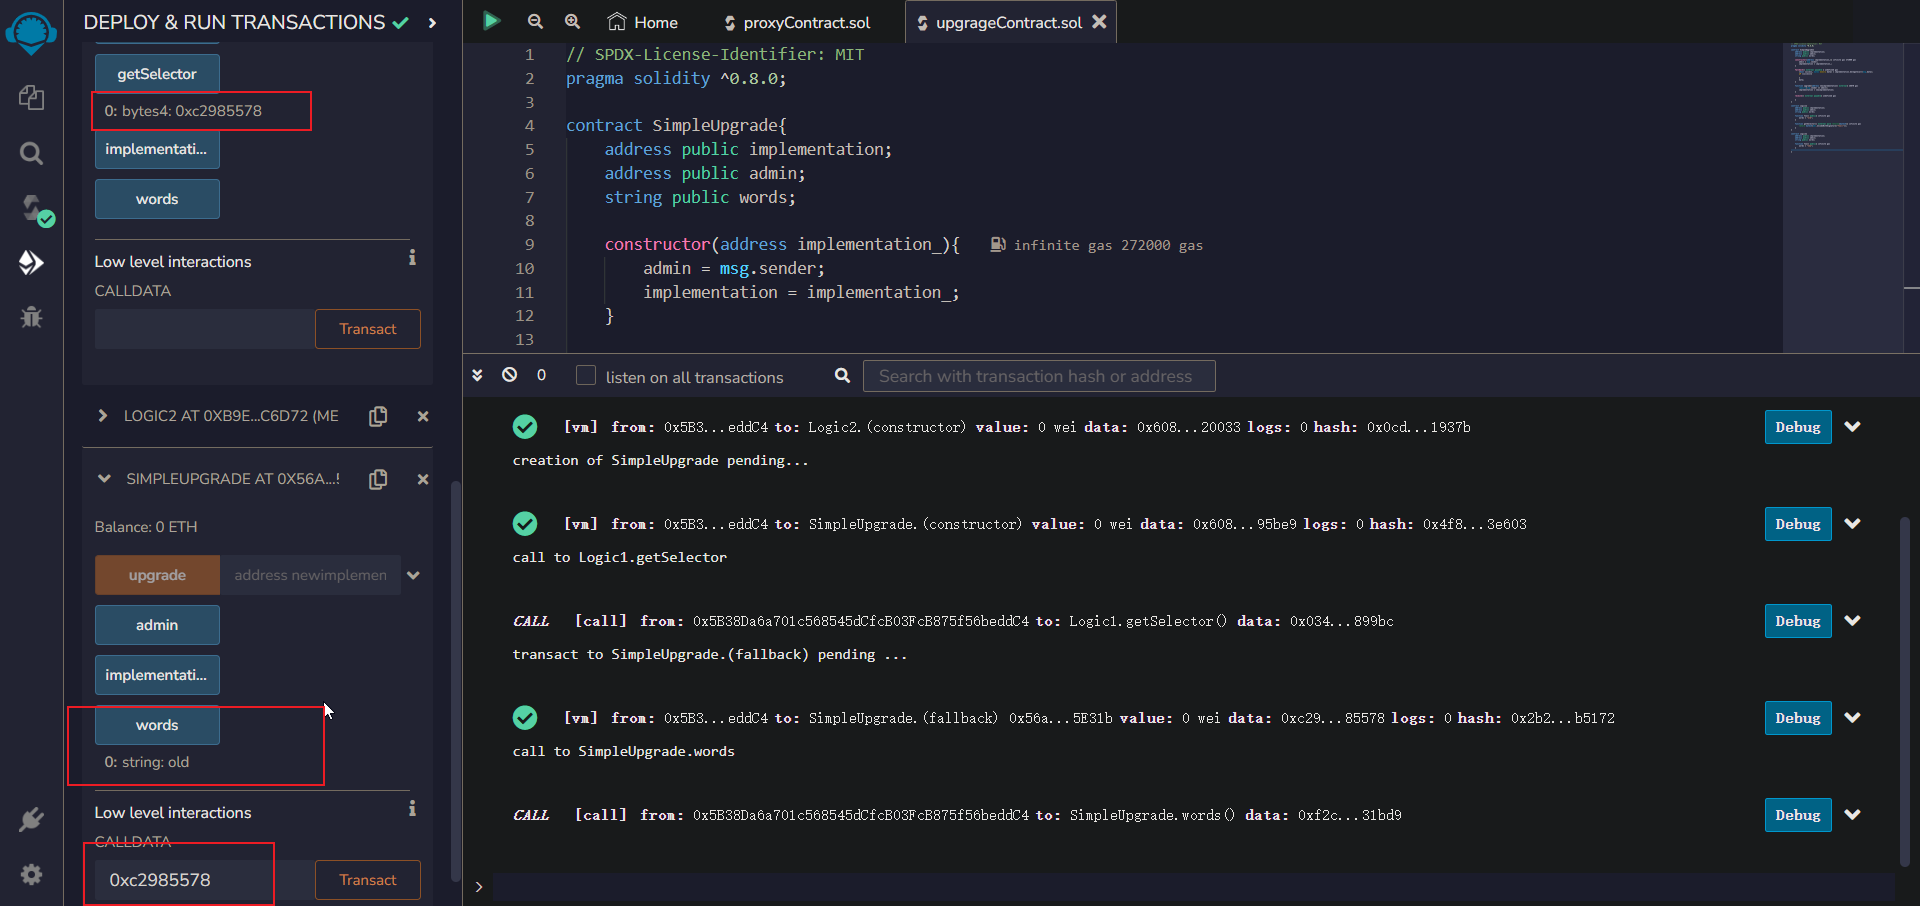 DEPLOY & RUN TRANSACTIONS
getSelector
0: bytes4: 0xc2985578
implementati...
words
Low level interactions
CALLDATA
Transact
LOGIC2 AT 0XB9E...C6D72 (ME
SIMPLEUPGRADE AT 0X56A...!
Balance: 0 ETH
upgrade address newimplemen
admin
implementati...
words
0: string: old
Low level interactions
CALLDATA
0xc2985578 Transact
Home proxyContract.sol upgrageContract.sol
1 // SPDX-License-Identifier: MIT
2 pragma solidity ^0.8.0;
3
4 contract SimpleUpgrade{
5 address public implementation;
6 address public admin;
7 string public words;
8
9 constructor(address implementation_){ infinite gas 272000 gas
10 admin = msg.sender;
11 implementation = implementation_;
12 }
13
0 listen on all transactions Search with transaction hash or address
[vm] from: 0x5B3...eddC4 to: Logic2.(constructor) value: 0 wei data: 0x608...20033 logs: 0 hash: 0x0cd...1937b Debug
creation of SimpleUpgrade pending...
[vm] from: 0x5B3...eddC4 to: SimpleUpgrade.(constructor) value: 0 wei data: 0x608...95be9 logs: 0 hash: 0x4f8...3e603 Debug
call to Logic1.getSelector
CALL [call] from: 0x5B38Da6a701c568545dCfcB03FcB875f56beddC4 to: Logic1.getSelector() data: 0x034...899bc Debug
transact to SimpleUpgrade.(fallback) pending ...
[vm] from: 0x5B3...eddC4 to: SimpleUpgrade.(fallback) 0x56a...5E31b value: 0 wei data: 0xc29...85578 logs: 0 hash: 0x2b2...b5172 Debug
call to SimpleUpgrade.words
CALL [call] from: 0x5B38Da6a701c568545dCfcB03FcB875f56beddC4 to: SimpleUpgrade.words() data: 0xf2c...31bd9 Debug
>